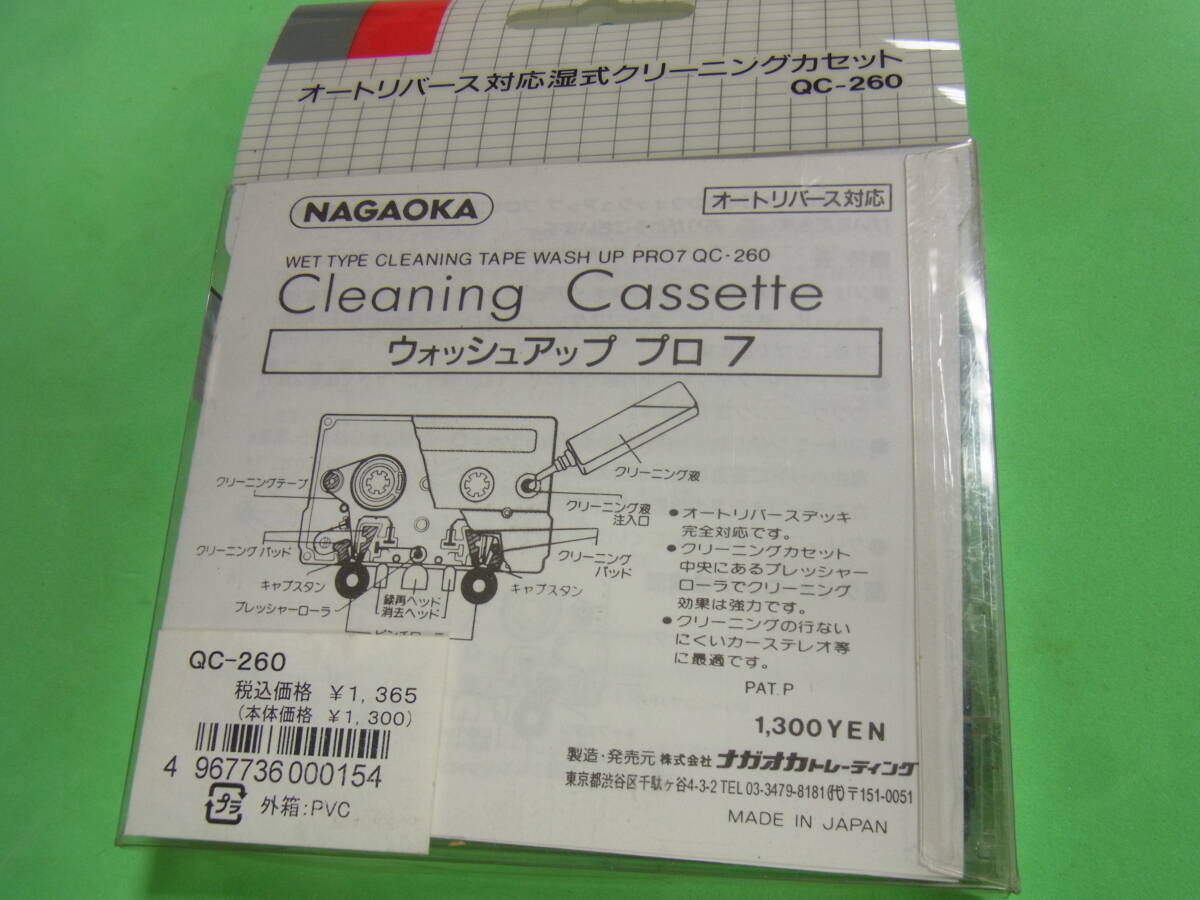 オートリバース対応湿式クリーニングカセット
QC-260
NAGAOKA
オートリバース対応
WET TYPE CLEANING TAPE WASH UP PRO7 QC・260
Cleaning Cassette
ウォッシュアップ プロ 7
クリーニング液
クリーニングテープ
クリーニング液
注入口
クリーニング パッド
クリーニング
パッド
キャプスタン
キャプスタン
プレッシャーローラ
録再ヘッド
消去ヘッド
●オートリバースデッキ
完全対応です。
●クリーニングカセット
中央にあるプレッシャー
ローラでクリーニング
効果は強力です。
●クリーニングの行ない
にくいカーステレオ等
に最適です。
PAT.P
1,300YEN
製造・発売元 株式会社 ナガオカトレーディング
東京都渋谷区千駄ヶ谷4-3-2 TEL 03-3479-8181(代) 〒151-0051
MADE IN JAPAN
QC-260
税込価格 ¥1,365
(本体価格 ¥1,300)
4 967736 000154
プラ 外箱:PVC